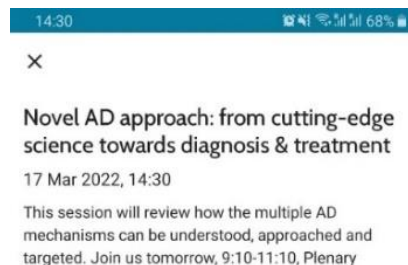 14:30
68%
Novel AD approach: from cutting-edge
science towards diagnosis & treatment
17 Mar 2022, 14:30
This session will review how the multiple AD
mechanisms can be understood, approached and
targeted. Join us tomorrow, 9:10-11:10, Plenary